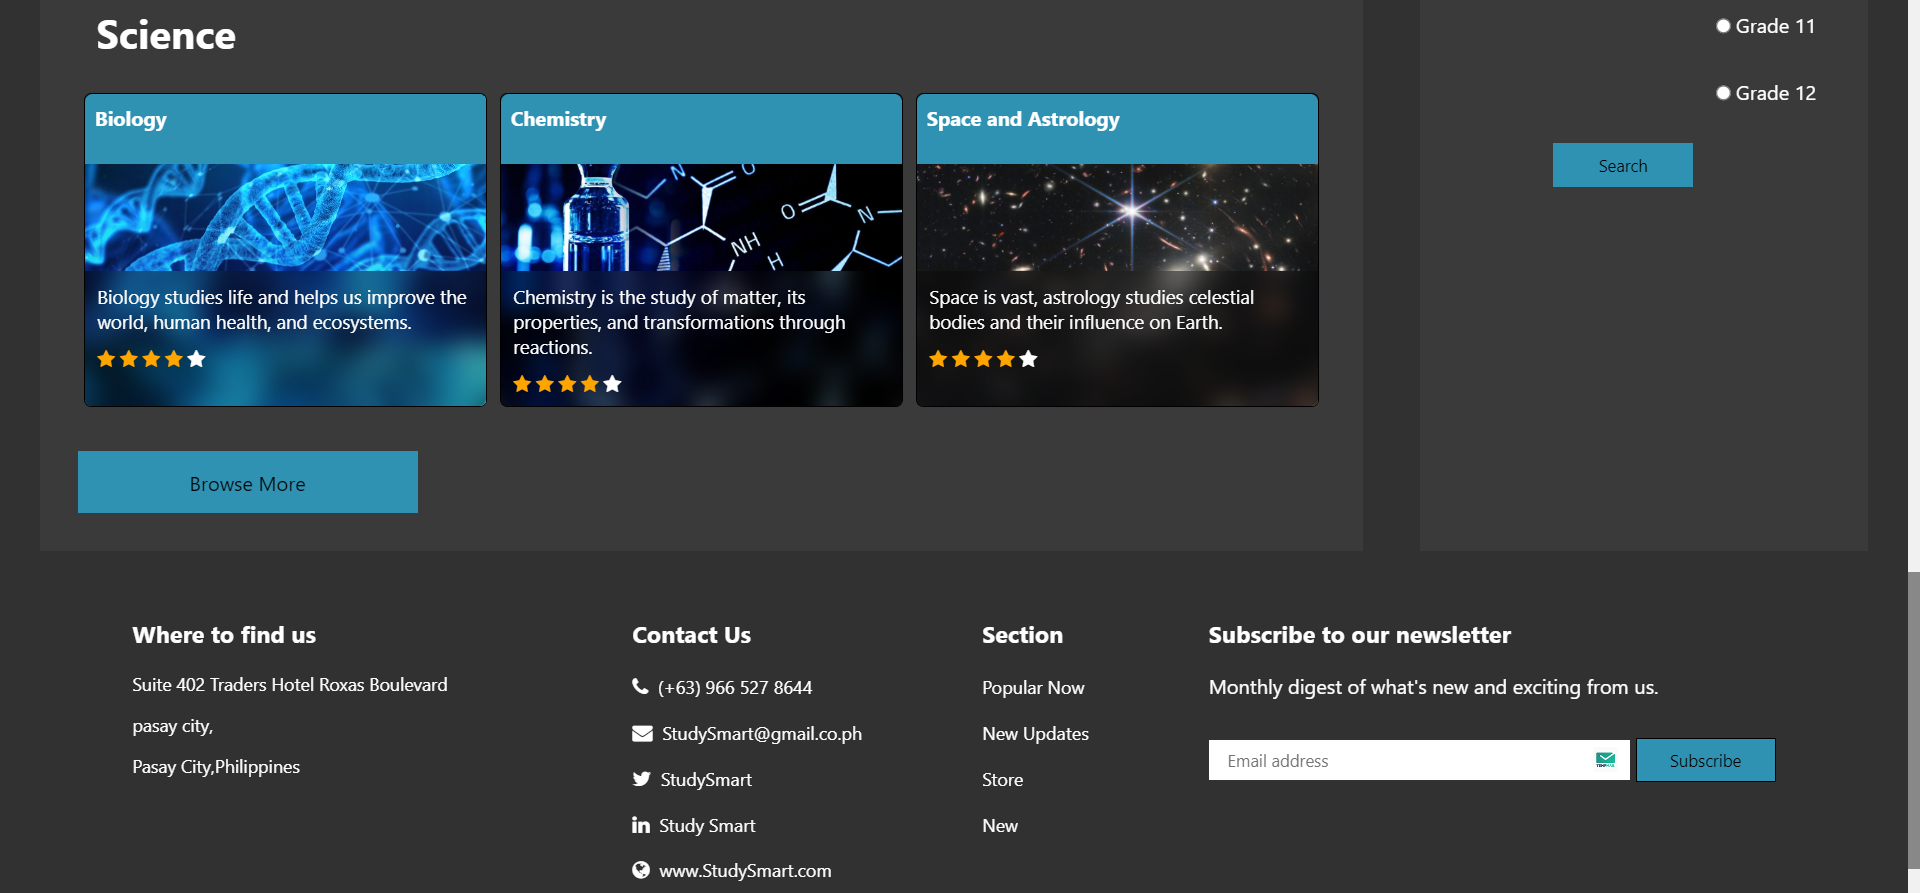 Science
Grade 11
Grade 12
Search
Biology
Biology studies life and helps us improve the
world, human health, and ecosystems.
Chemistry
O
N
NH
H
O
N
Chemistry is the study of matter, its
properties, and transformations through
reactions.
Space and Astrology
Space is vast, astrology studies celestial
bodies and their influence on Earth.
Browse More
Where to find us
Suite 402 Traders Hotel Roxas Boulevard
pasay city,
Pasay City,Philippines
Contact Us
(+63) 966 527 8644
StudySmart@gmail.co.ph
StudySmart
in Study Smart
www.StudySmart.com
Section
Popular Now
New Updates
Store
New
Subscribe to our newsletter
Monthly digest of what's new and exciting from us.
Email address
Subscribe